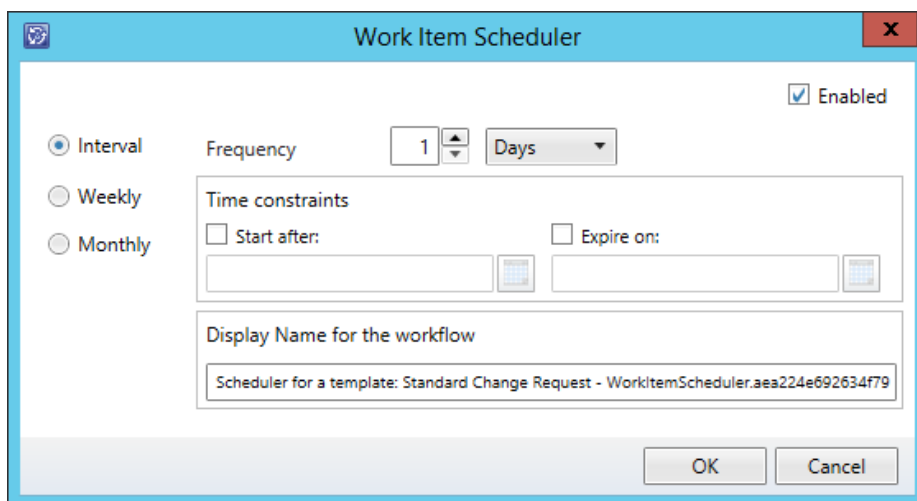 Work Item Scheduler
x
Enabled
Interval
Frequency 1 Days
Weekly
Time constraints
Monthly
Start after: Expire on:
Display Name for the workflow
Scheduler for a template: Standard Change Request - WorkItemScheduler.aea224e692634f79
OK Cancel